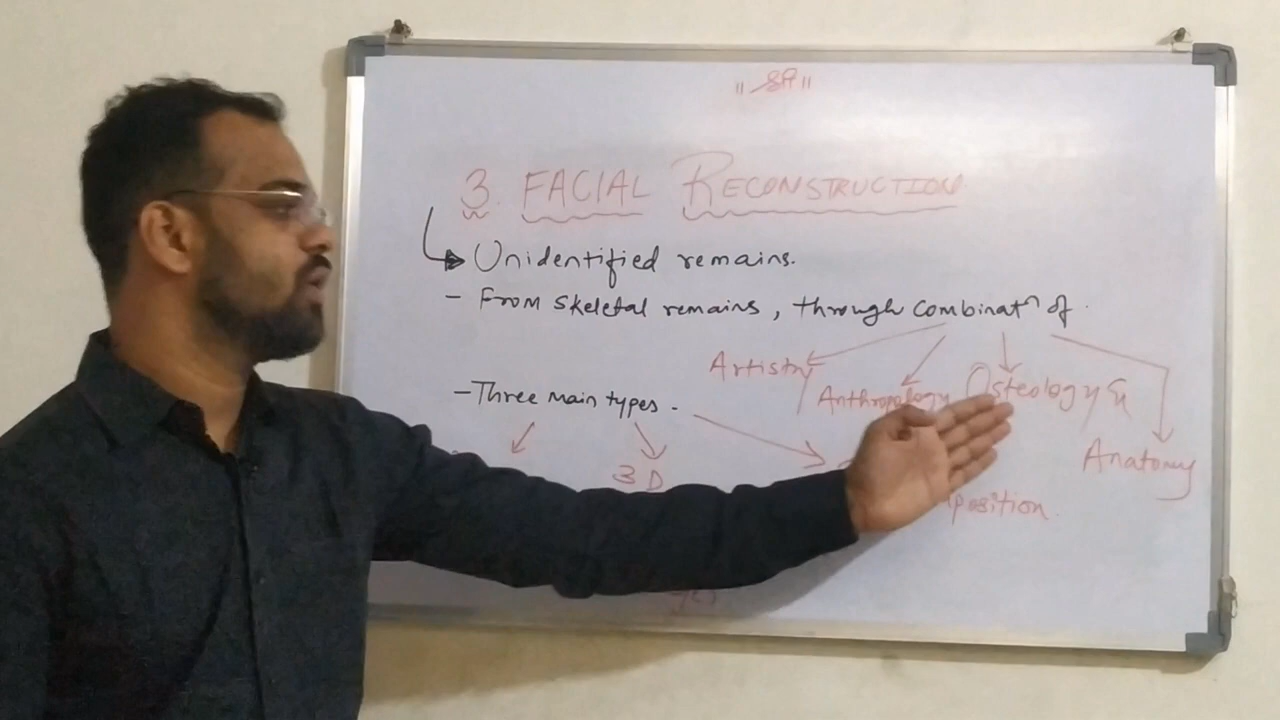 3. FACIAL RECONSTRUCTION
Unidentified remains.
- From skeletal remains, through combinatⁿ of.
Artistry
Anthropology
Osteology &
Anatomy
- Three main types.
3D
position.